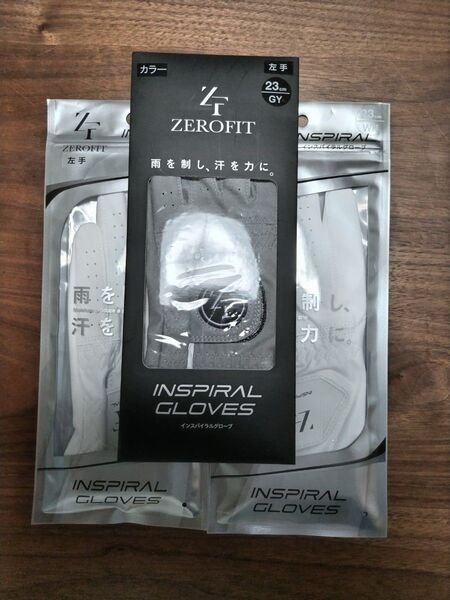 カラー
左手
23cm
GY
ZEROFIT
雨を制し、汗を力に。
INSPIRAL
GLOVES
インスパイラルグローブ
ZEROFIT
左手
雨を
汗を
INSPIRAL
GLOVES
23cm
INSPIRAL
インスパイラルグローブ
制し、
力に。
INSPIRAL
GLOVES